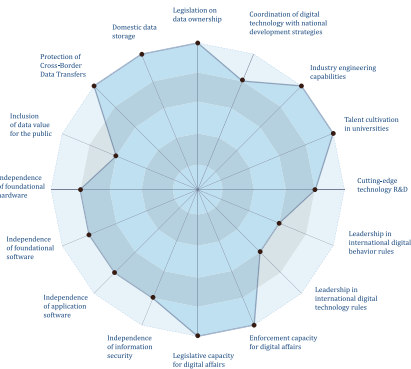 Legislation on
data ownership
Coordination of digital
technology with national
development strategies
Industry engineering
capabilities
Talent cultivation
in universities
Cutting-edge
technology R&D
Leadership in
international digital
behavior rules
Leadership in
international digital
technology rules
Enforcement capacity
for digital affairs
Legislative capacity
for digital affairs
Independence
of information
security
Independence
of application
software
Independence
of foundational
software
ndependence
of foundational
hardware
Inclusion
of data value
for the public
Protection of
Cross-Border
Data Transfers
Domestic data
storage